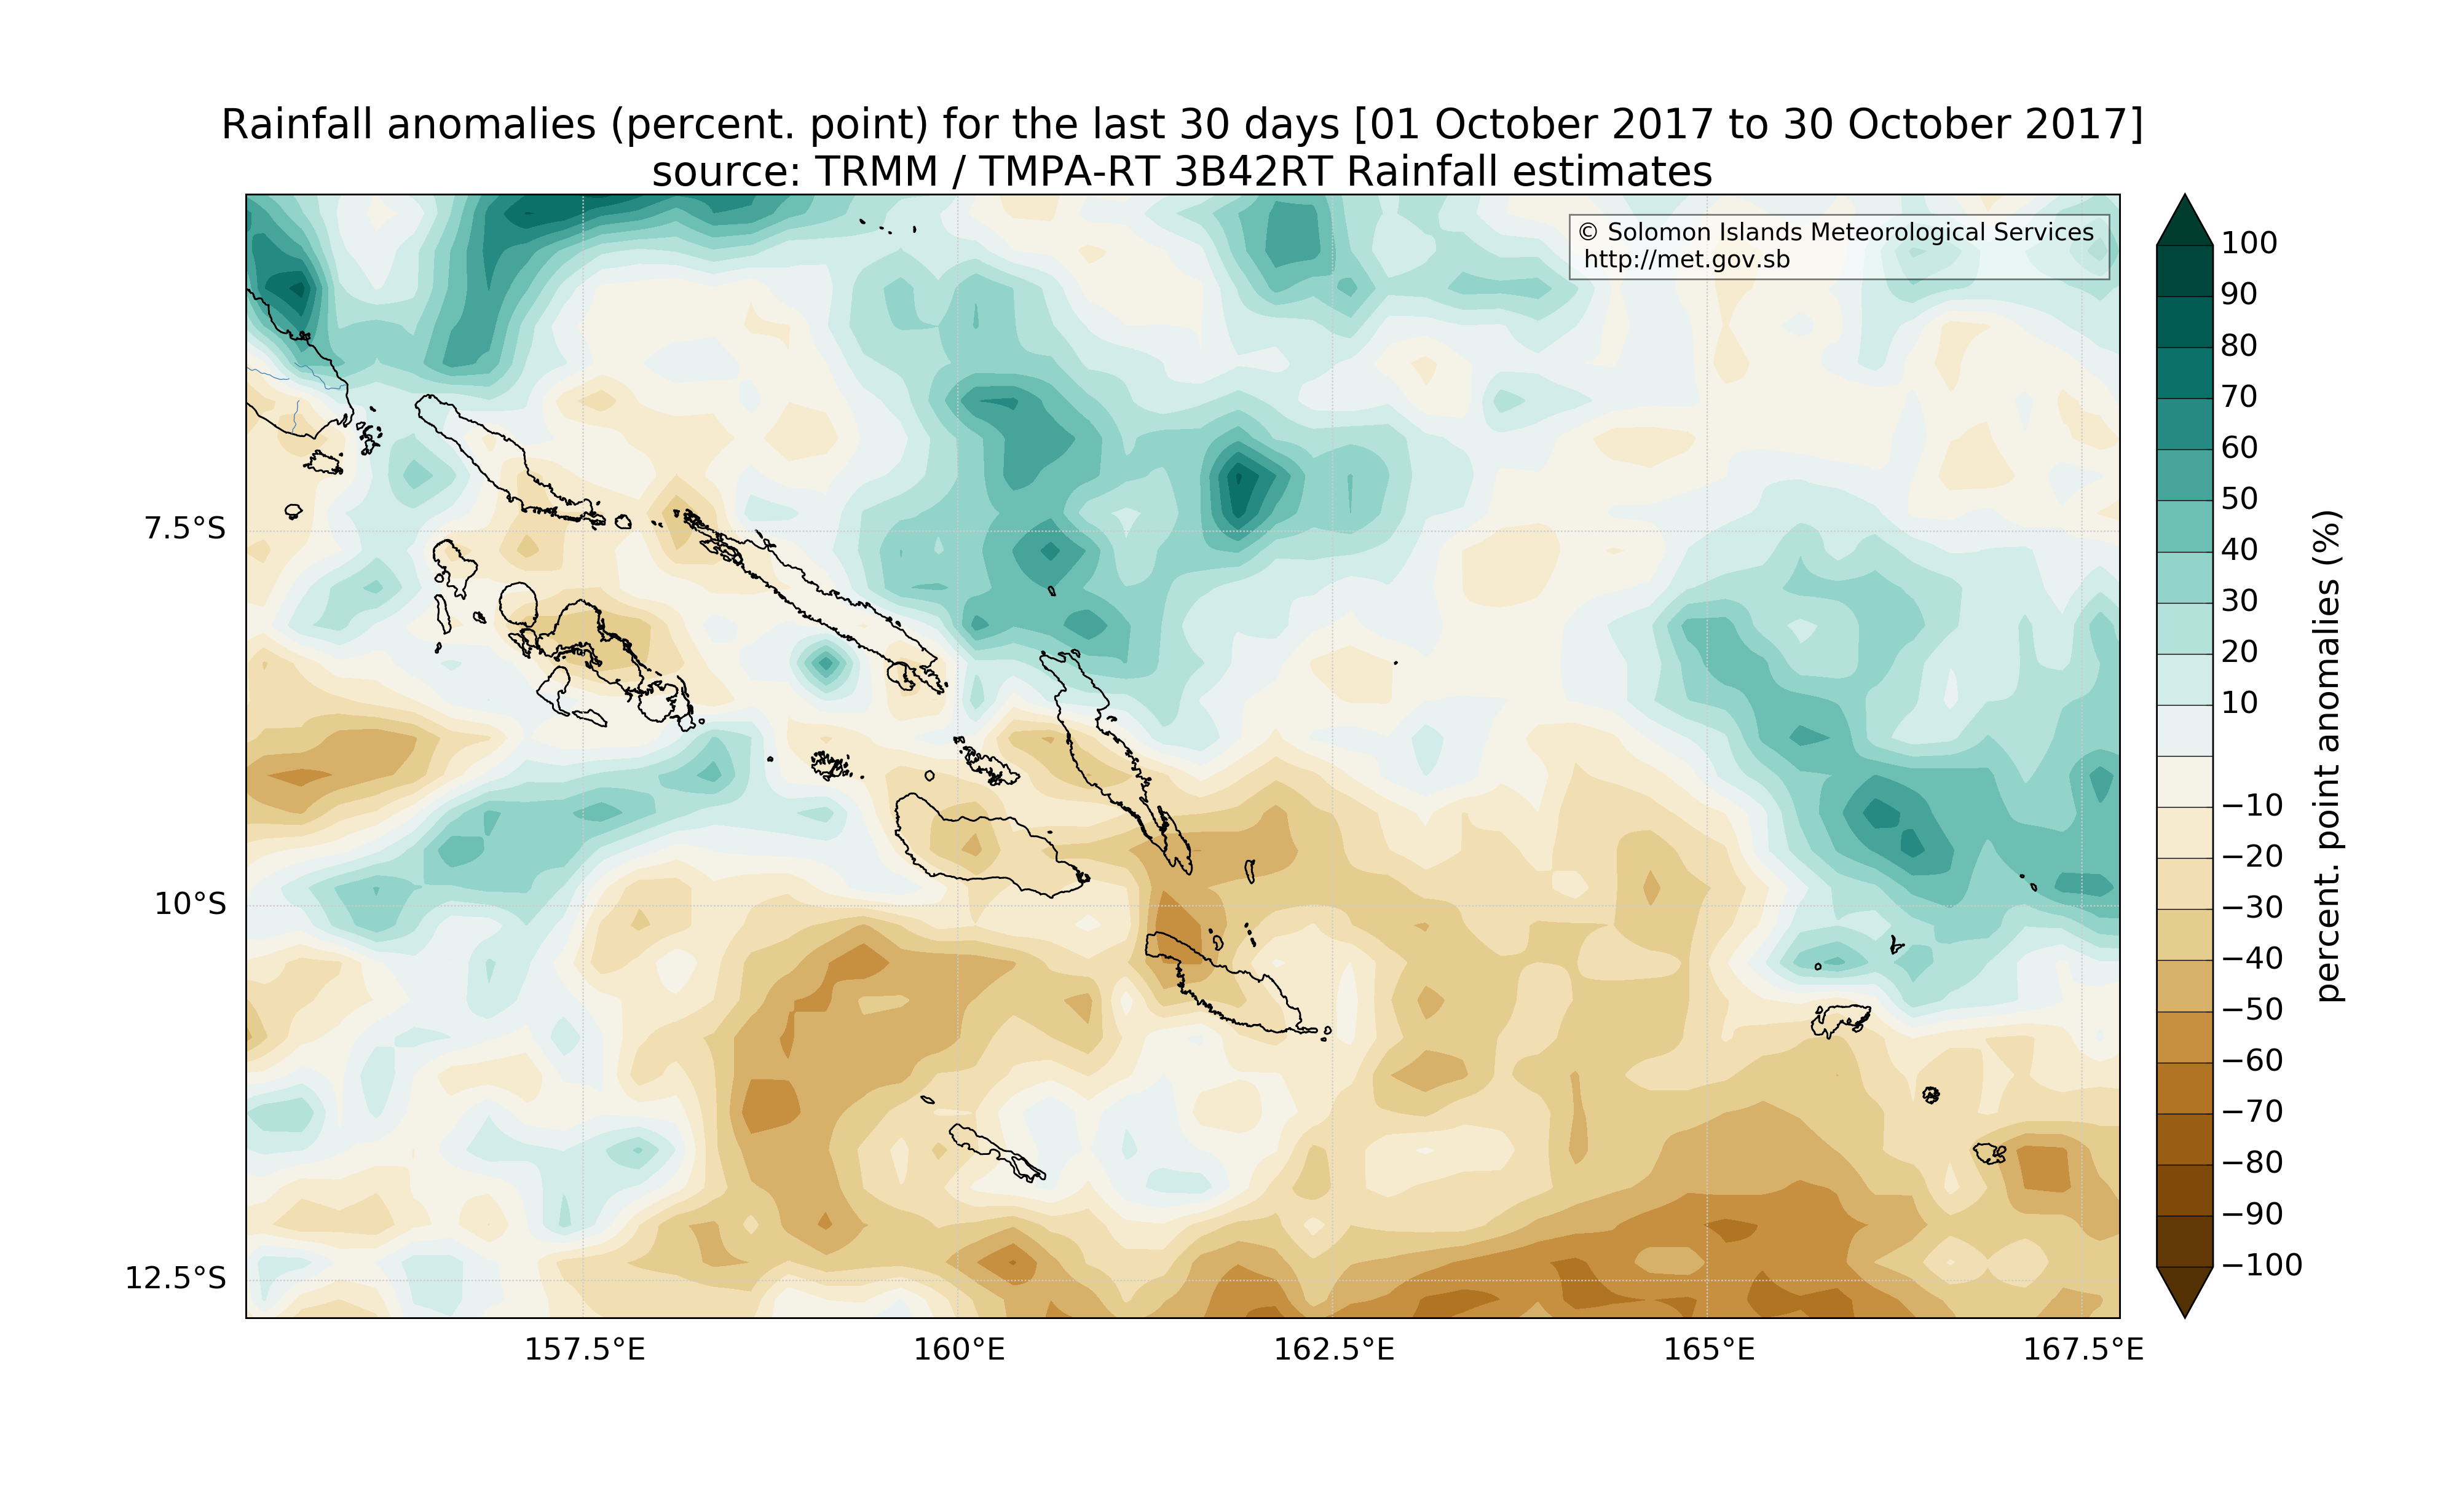 Rainfall anomalies (percent. point) for the last 30 days [01 October 2017 to 30 October 2017]
source: TRMM / TMPA-RT 3B42RT Rainfall estimates
© Solomon Islands Meteorological Services
http://met.gov.sb
7.5°S
10°S
12.5°S
157.5°E
160°E
162.5°E
165°E
167.5°E
100
90
80
70
60
50
40
30
20
10
−10
−20
−30
−40
−50
−60
−70
−80
−90
−100
percent. point anomalies (%)